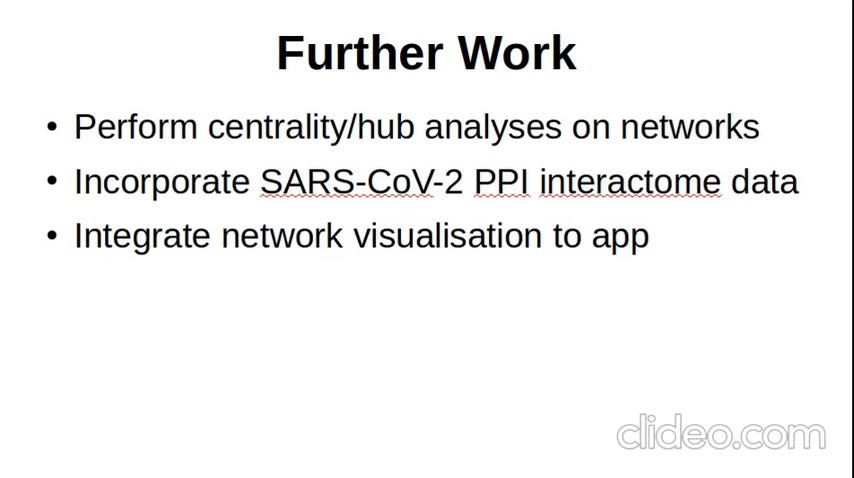 Further Work
• Perform centrality/hub analyses on networks
• Incorporate SARS-CoV-2 PPI interactome data
• Integrate network visualisation to app
clideo.com